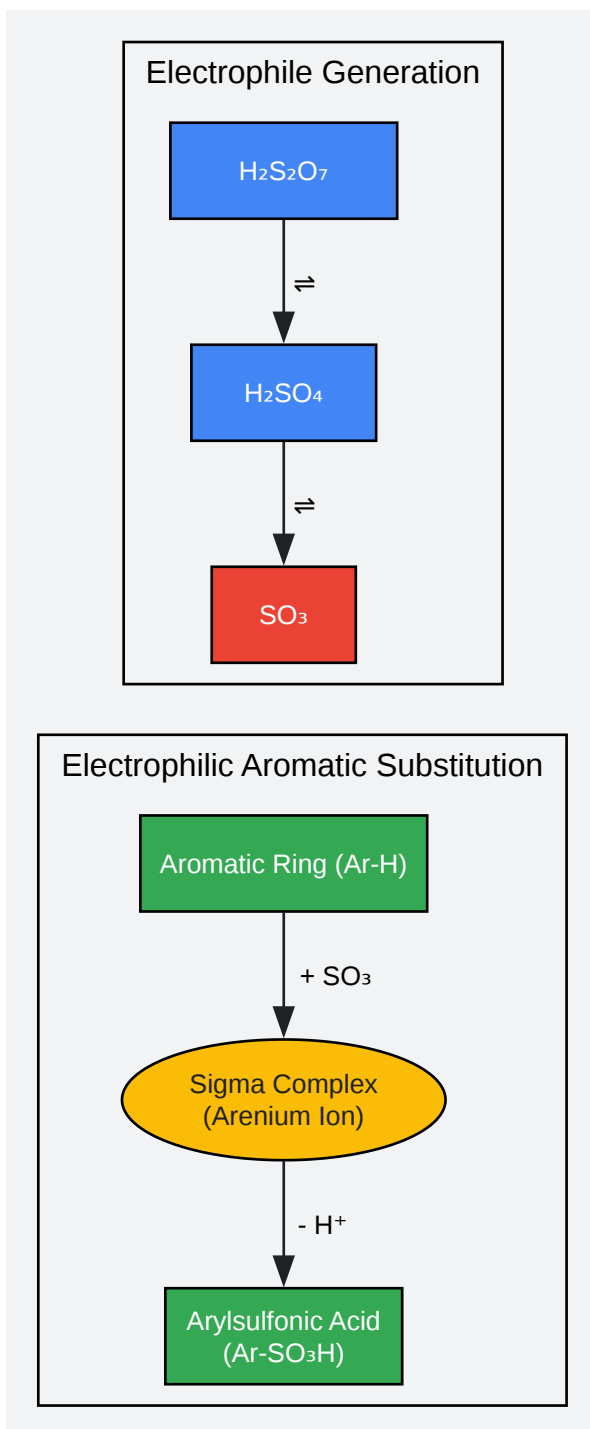 Electrophile Generation
H₂S₂O₇
⇌
H₂SO₄
⇌
SO₃
Electrophilic Aromatic Substitution
Aromatic Ring (Ar-H)
+ SO₃
Sigma Complex
(Arenium Ion)
- H⁺
Arylsulfonic Acid
(Ar-SO₃H)